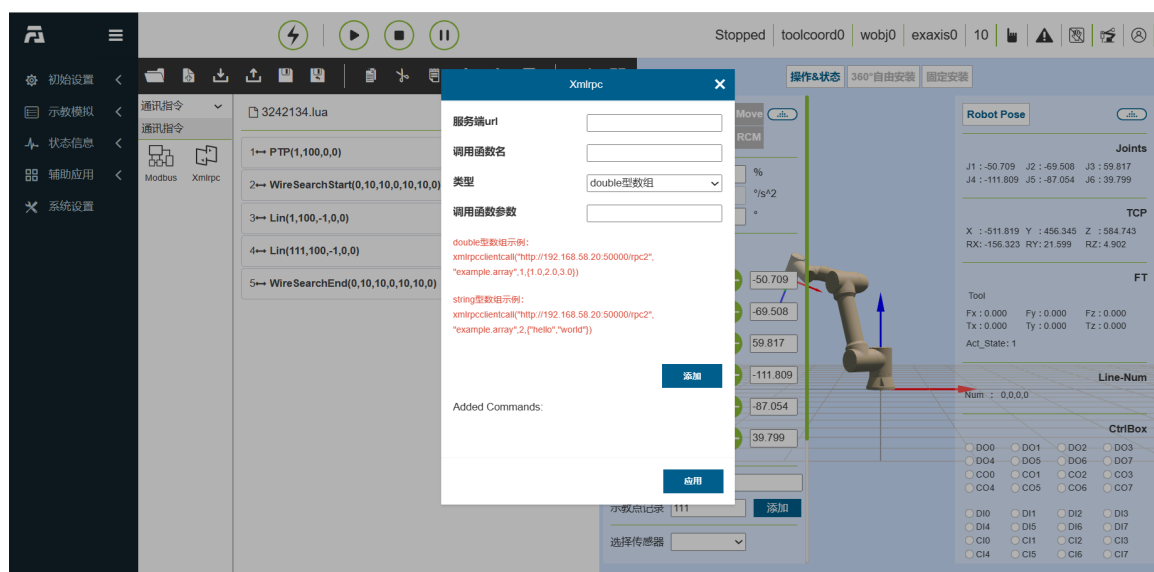 Stopped toolcoord0 wobj0 exaxis0 10
初始设置
示教模拟
状态信息
辅助应用
系统设置
通讯指令
通讯指令
Modbus Xmlrpc
3242134.lua
1 PTP(1,100,0,0)
2 WireSearchStart(0,10,10,0,10,10,0)
3 Lin(1,100,-1,0,0)
4 Lin(111,100,-1,0,0)
5 WireSearchEnd(0,10,10,0,10,10,0)
Xmlrpc
服务端url
调用函数名
类型 double型数组
调用函数参数
double型数组示例:
xmlrpcclientcall("http://192.168.58.20:50000/rpc2",
"example.array",1,{1.0,2.0,3.0})
string型数组示例:
xmlrpcclientcall("http://192.168.58.20:50000/rpc2",
"example.array",2,{"hello","world"})
添加
Added Commands:
应用
操作&状态 360°自由安装 固定安装
Move
RCM
%
°/s^2
°
-50.709
-69.508
59.817
-111.809
-87.054
39.799
示教点记录 111 添加
选择传感器
Robot Pose
Joints
J1 : -50.709 J2 : -69.508 J3 : 59.817
J4 : -111.809 J5 : -87.054 J6 : 39.799
TCP
X : -511.819 Y : 456.345 Z : 584.743
RX: -156.323 RY: 21.599 RZ: 4.902
FT
Tool
Fx : 0.000 Fy : 0.000 Fz : 0.000
Tx : 0.000 Ty : 0.000 Tz : 0.000
Act_State: 1
Line-Num
Num : 0,0,0,0
CtrlBox
DO0 DO1 DO2 DO3
DO4 DO5 DO6 DO7
CO0 CO1 CO2 CO3
CO4 CO5 CO6 CO7
DI0 DI1 DI2 DI3
DI4 DI5 DI6 DI7
CI0 CI1 CI2 CI3
CI4 CI5 CI6 CI7